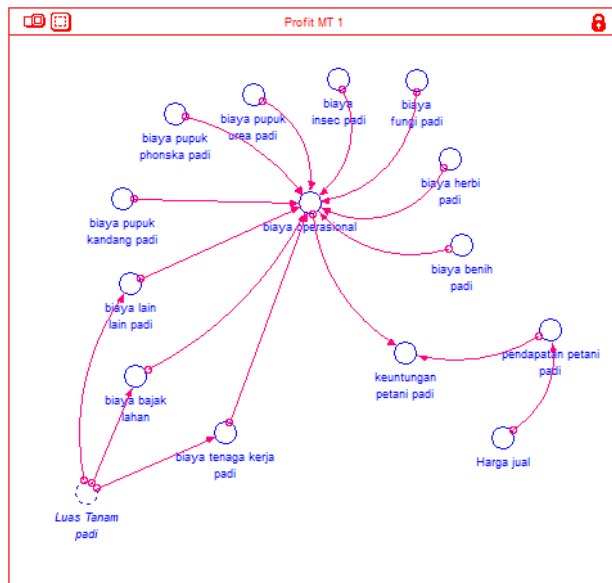 Profit MT 1
biaya
insec padi
biaya
fungi padi
biaya pupuk
urea padi
biaya pupuk
phonska padi
biaya herbi
padi
biaya pupuk
kandang padi
biaya operasional
biaya benih
padi
biaya lain
lain padi
pendapatan petani
padi
keuntungan
petani padi
biaya bajak
lahan
biaya tenaga kerja
padi
Harga jual
Luas Tanam
padi